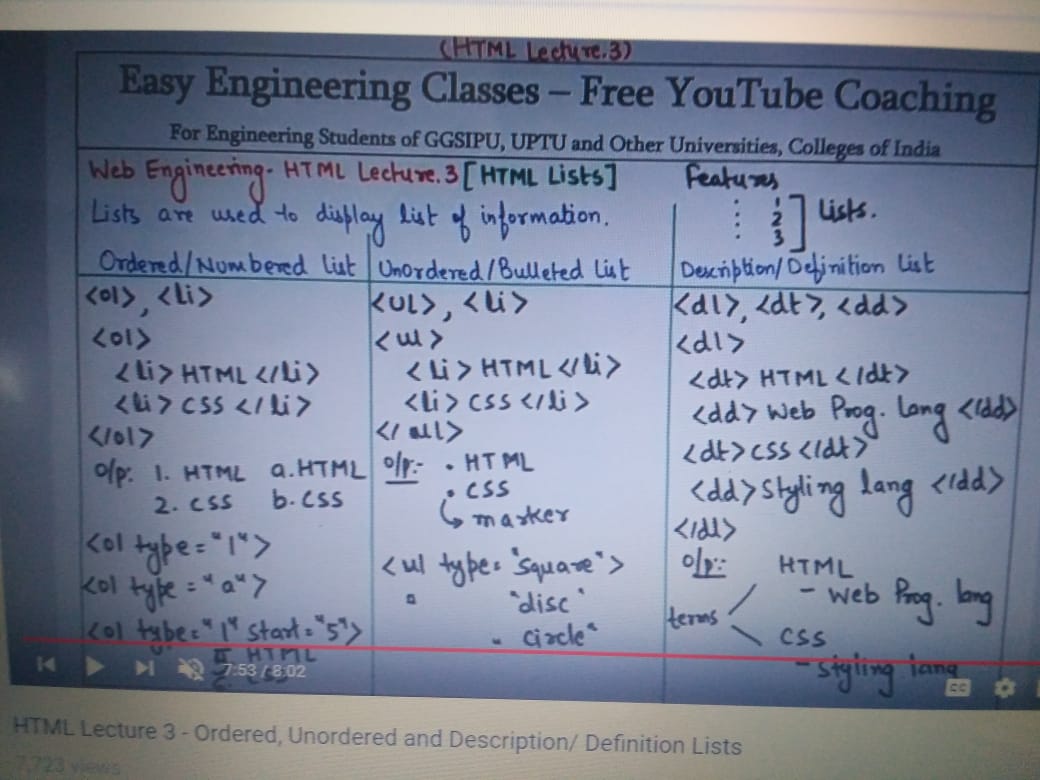 (HTML Lecture.3)
Easy Engineering Classes – Free YouTube Coaching
For Engineering Students of GGSIPU, UPTU and Other Universities, Colleges of India
Web Engineering- HTML Lecture.3 [HTML Lists]
Lists are used to display list of information.
Features
1
2
3
Lists.
Ordered/Numbered List
<ol>, <li>
<ol>
<li> HTML </li>
<li> CSS </li>
</ol>
o/p: 1. HTML a. HTML
2. CSS b. CSS
<ol type="1">
<ol type="a">
<ol type="1" start="5">
HTML
Unordered/Bulleted List
<UL>, <li>
<ul>
<li> HTML </li>
<li> CSS </li>
</ul>
o/p:- • HTML
• CSS
↳ marker
<ul type="square">
"disc"
"circle"
Description/Definition List
<dl>, <dt>, <dd>
<dl>
<dt> HTML </dt>
<dd> Web Prog. lang </dd>
<dt> CSS </dt>
<dd> Styling lang </dd>
</dl>
o/p:- HTML
- Web Prog. lang
terms
CSS
- styling lang
7:53 / 8:02
CC
HTML Lecture 3 - Ordered, Unordered and Description/ Definition Lists
7,723 views